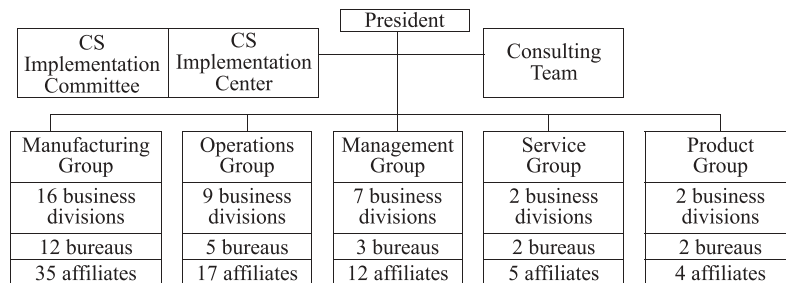 President
CS
Implementation
Committee
CS
Implementation
Center
Consulting
Team
Manufacturing
Group
16 business
divisions
12 bureaus
35 affiliates
Operations
Group
9 business
divisions
5 bureaus
17 affiliates
Management
Group
7 business
divisions
3 bureaus
12 affiliates
Service
Group
2 business
divisions
2 bureaus
5 affiliates
Product
Group
2 business
divisions
2 bureaus
4 affiliates